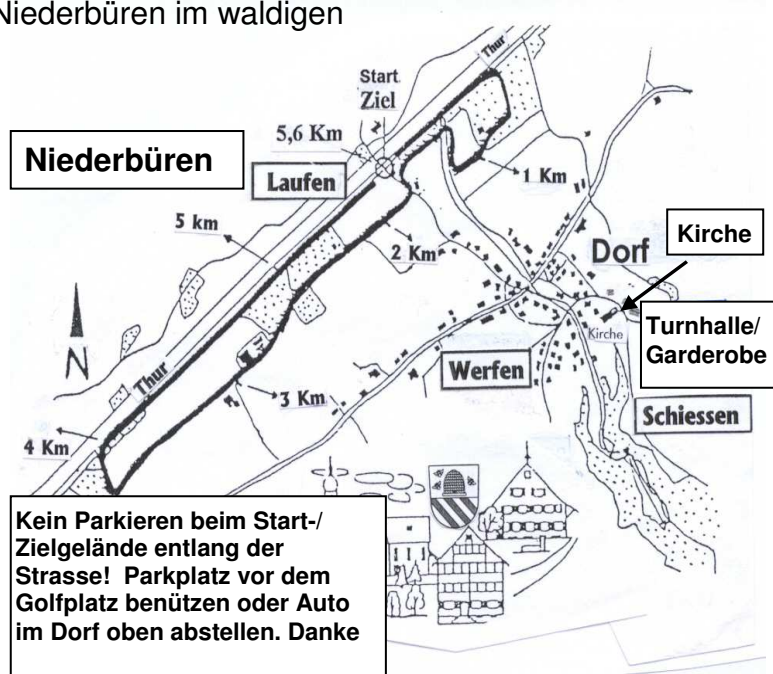 Niederbüren im waldigen
Thur
Start
Ziel
5,6 Km
Niederbüren
Laufen
1 Km
5 km
2 Km
Dorf
Kirche
Kirche
Turnhalle/
Garderobe
N
Thur
Werfen
3 Km
Schiessen
4 Km
Kein Parkieren beim Start-/
Zielgelände entlang der
Strasse! Parkplatz vor dem
Golfplatz benützen oder Auto
im Dorf oben abstellen. Danke